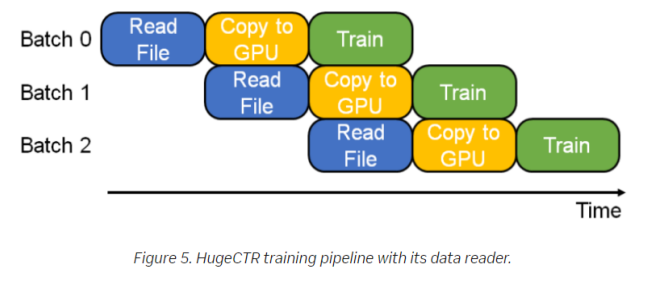 Batch 0
Read
File
Copy to
GPU
Train
Batch 1
Read
File
Copy to
GPU
Train
Batch 2
Read
File
Copy to
GPU
Train
Time
Figure 5. HugeCTR training pipeline with its data reader.